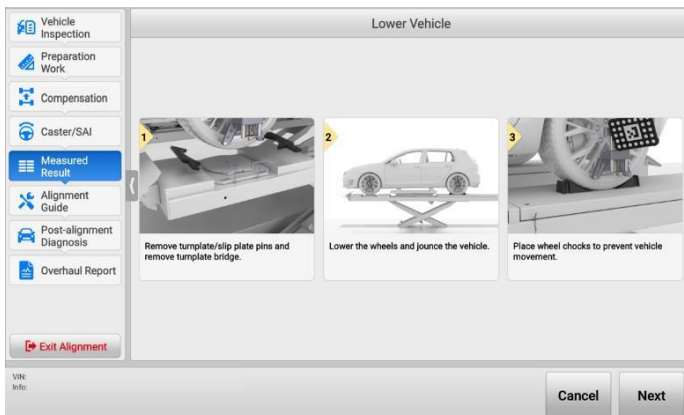 Vehicle
Inspection
Preparation
Work
Compensation
Caster/SAI
Measured
Result
Alignment
Guide
Post-alignment
Diagnosis
Overhaul Report
Exit Alignment
Lower Vehicle
1
Remove turnplate/slip plate pins and
remove turnplate bridge.
2
Lower the wheels and jounce the vehicle.
3
Place wheel chocks to prevent vehicle
movement.
VIN:
Info:
Cancel
Next